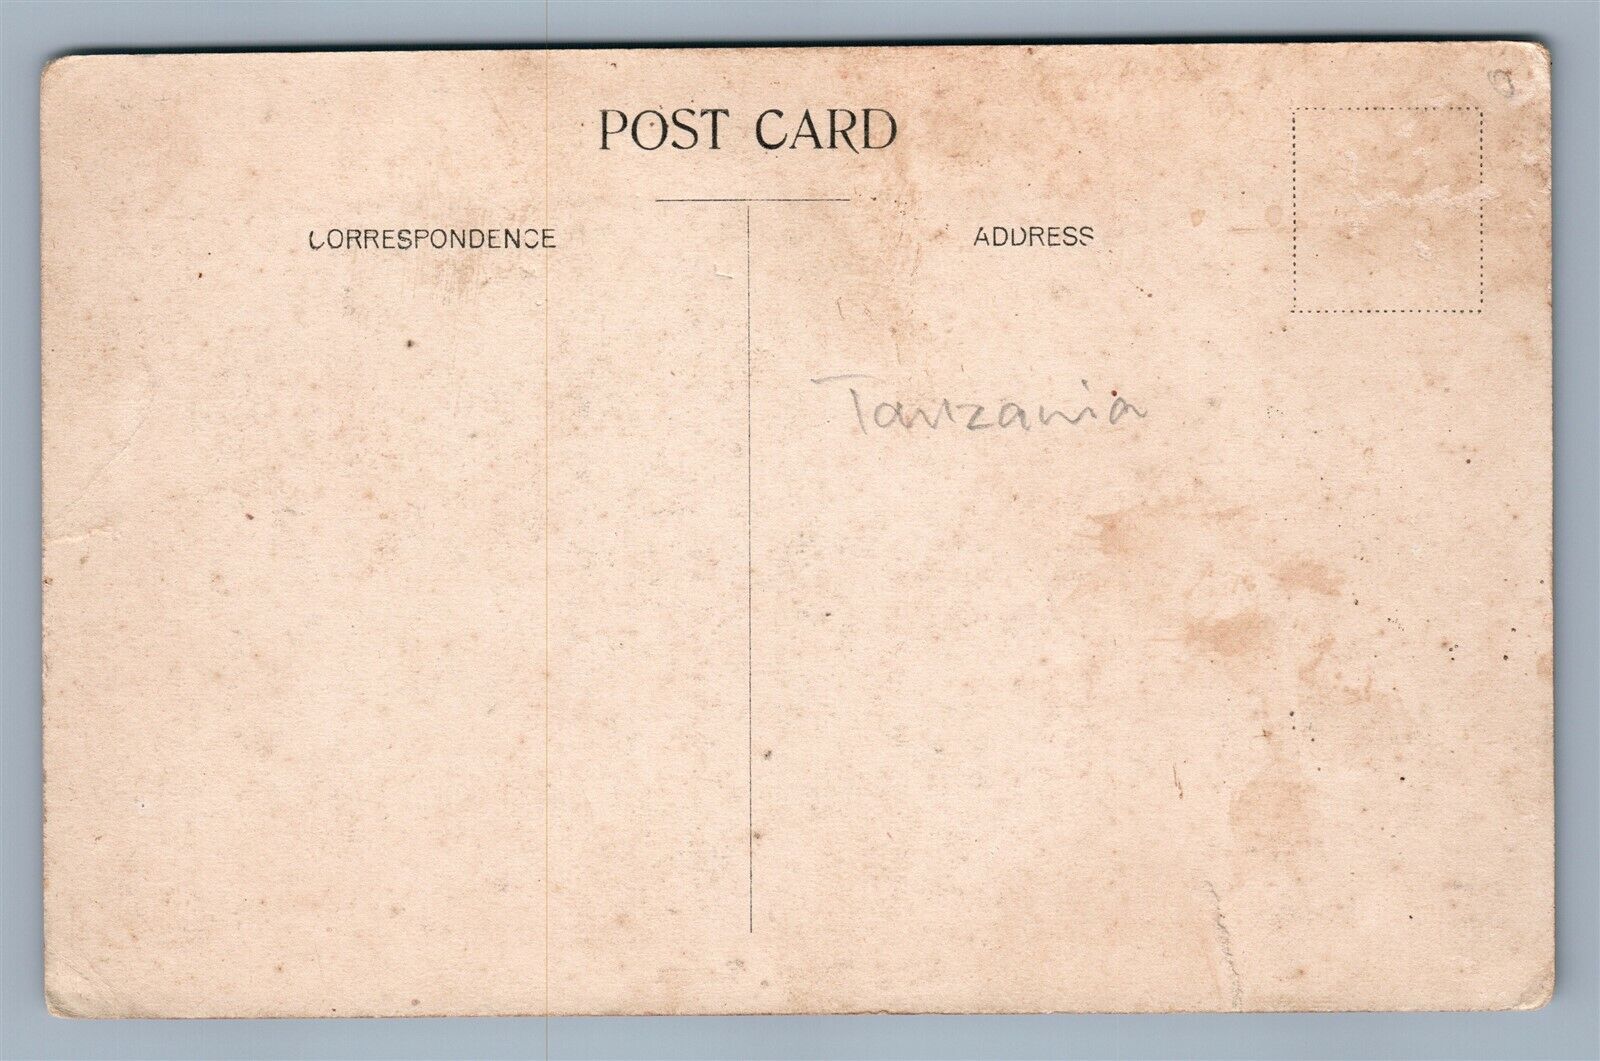 POST CARD
CORRESPONDENCE
ADDRESS
Tanzania